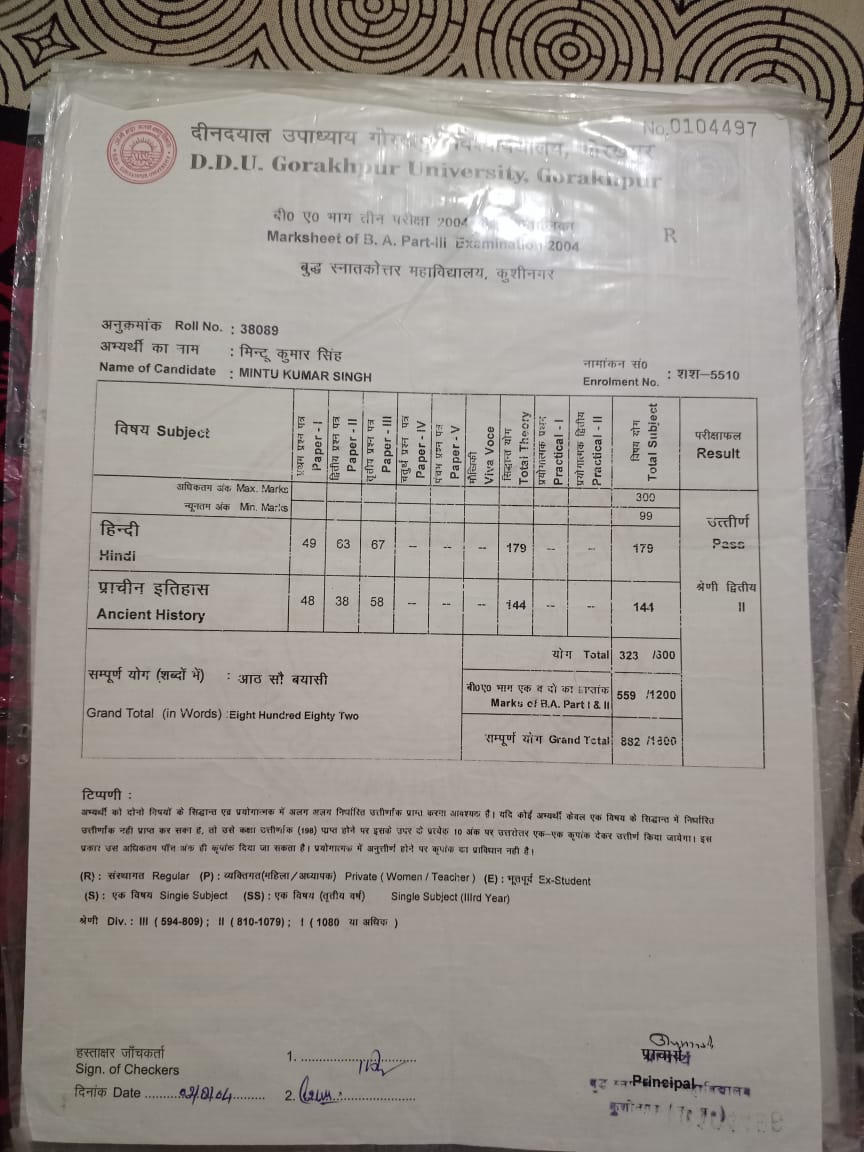 No.0104497
दीनदयाल उपाध्याय
D.D.U. Gorakhpur University, Gorakhpur
बी० ए० भाग तीन परीक्षा 2004
Marksheet of B. A. Part-III Examination 2004
R
बुद्ध स्नातकोत्तर महाविद्यालय, कुशीनगर
अनुक्रमांक Roll No. : 38089
अभ्यर्थी का नाम : मिन्टू कुमार सिंह
Name of Candidate : MINTU KUMAR SINGH
नामांकन सं०
Enrolment No. : शश-5510
विषय Subject
प्रथम प्रश्न पत्र Paper - I
द्वितीय प्रश्न पत्र Paper - II
तृतीय प्रश्न पत्र Paper - III
चतुर्थ प्रश्न पत्र Paper - IV
पंचम प्रश्न पत्र Paper - V
मौखिकी Viva Voce
सिद्धान्त योग Total Theory
प्रयोगात्मक प्रथम Practical - I
प्रयोगात्मक द्वितीय Practical - II
विषय योग Total Subject
परीक्षाफल Result
अधिकतम अंक Max. Marks 300
न्यूनतम अंक Min. Marks 99
हिन्दी
Hindi 49 63 67 -- -- -- 179 -- -- 179
उत्तीर्ण
Pass
प्राचीन इतिहास
Ancient History 48 38 58 -- -- -- 144 -- -- 144
श्रेणी द्वितीय
II
योग Total 323 /600
सम्पूर्ण योग (शब्दों में) : आठ सौ बयासी
बी०ए० भाग एक व दो का प्राप्तांक
Marks of B.A. Part I & II 559 /1200
Grand Total (in Words) :Eight Hundred Eighty Two
सम्पूर्ण योग Grand Total 882 /1800
टिप्पणी :
अभ्यर्थी को दोनो विषयों के सिद्धान्त एवं प्रयोगात्मक में अलग अलग निर्धारित उत्तीर्णांक प्राप्त करना आवश्यक है। यदि कोई अभ्यर्थी केवल एक विषय के सिद्धान्त में निर्धारित
उत्तीर्णांक नही प्राप्त कर सका है, तो उसे कक्षा उत्तीर्णांक (198) प्राप्त होने पर इसके उपर के प्रत्येक 10 अंक पर उत्तरोत्तर एक-एक कृपांक देकर उत्तीर्ण किया जायेगा। इस
प्रकार उस अधिकतम पाँच अंक ही कृपांक दिया जा सकता है। प्रयोगात्मक में अनुत्तीर्ण होने पर कृपांक का प्राविधान नही है।
(R) : संस्थागत Regular (P) : व्यक्तिगत(महिला/अध्यापक) Private ( Women / Teacher ) (E) : भूतपूर्व Ex-Student
(S) : एक विषय Single Subject (SS) : एक विषय (तृतीय वर्ष) Single Subject (IIIrd Year)
श्रेणी Div. : III ( 594-809) ; II ( 810-1079) ; I ( 1080 या अधिक )
हस्ताक्षर जाँचकर्ता
Sign. of Checkers
1. ....................
दिनांक Date
2. ....................
प्राचार्य
Principal
बुद्ध
कुशीनगर